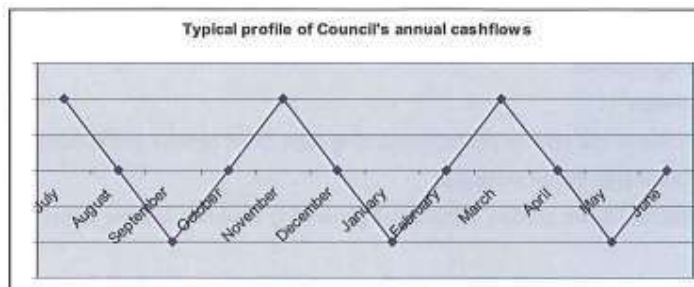 Typical profile of Council's annual cashflows
July
August
September
October
November
December
January
February
March
April
May
June